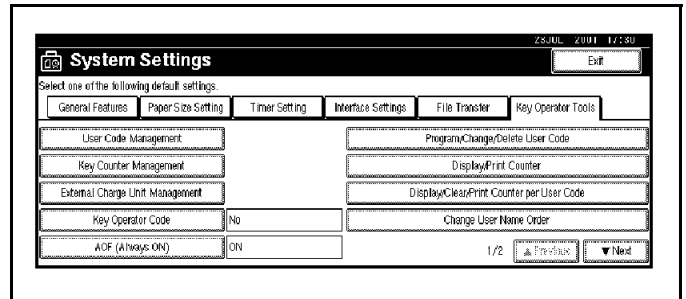 23JUL 2001 17:30
System Settings
Exit
Select one of the following default settings.
General Features Paper Size Setting Timer Setting Interface Settings File Transfer Key Operator Tools
User Code Management Program/Change/Delete User Code
Key Counter Management Display/Print Counter
External Charge Unit Management Display/Clear/Print Counter per User Code
Key Operator Code No Change User Name Order
AOF (Always ON) ON 1/2 ▲Previous ▼Next